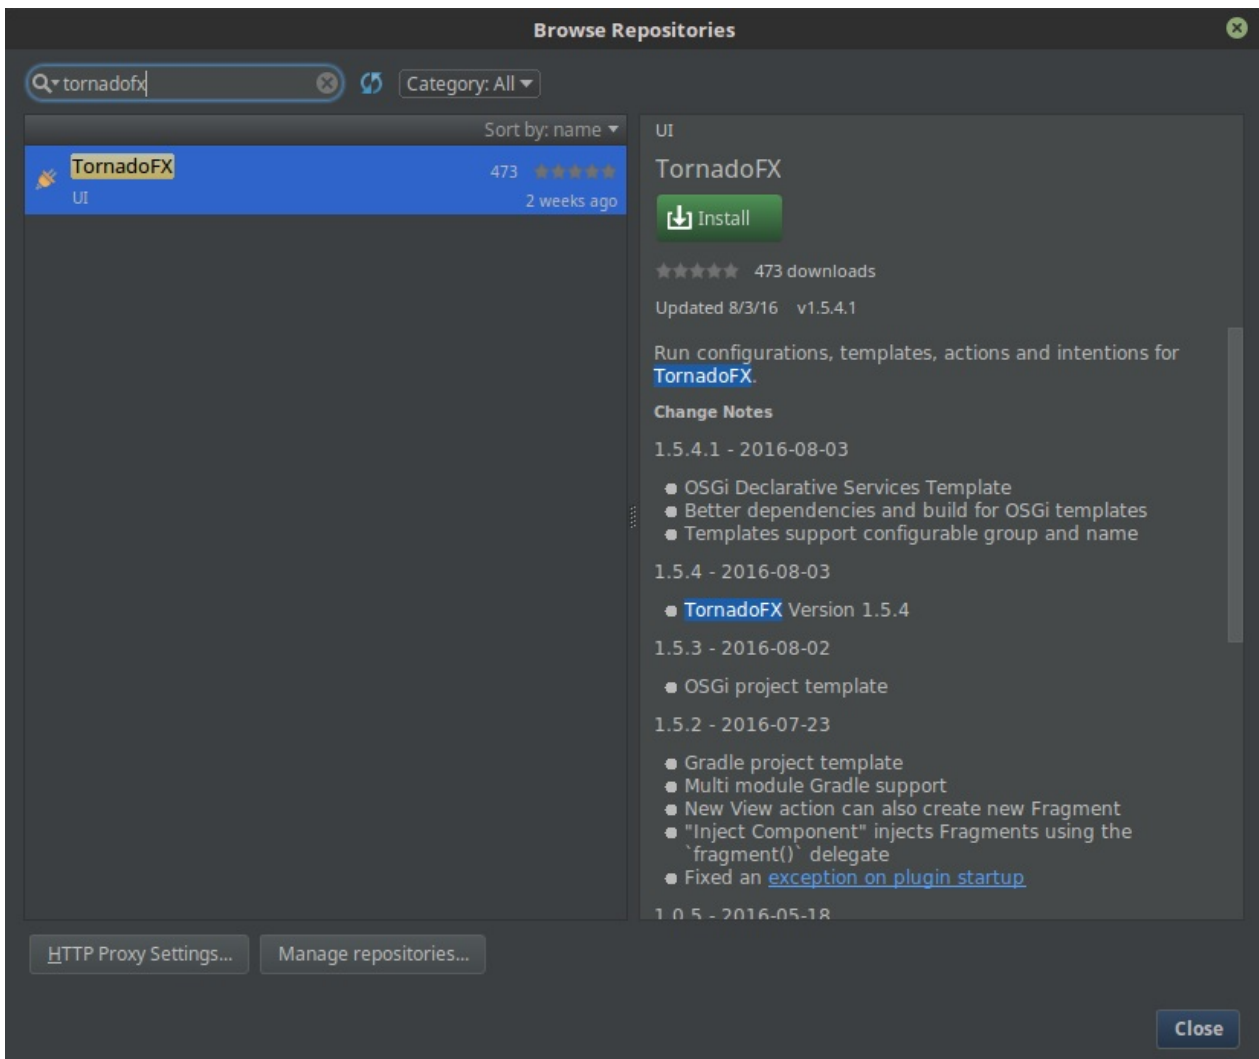 Browse Repositories
tornadofx
Category: All
Sort by: name
TornadoFX
473
UI
2 weeks ago
UI
TornadoFX
Install
473 downloads
Updated 8/3/16 v1.5.4.1
Run configurations, templates, actions and intentions for
TornadoFX.
Change Notes
1.5.4.1 - 2016-08-03
OSGi Declarative Services Template
Better dependencies and build for OSGi templates
Templates support configurable group and name
1.5.4 - 2016-08-03
TornadoFX Version 1.5.4
1.5.3 - 2016-08-02
OSGi project template
1.5.2 - 2016-07-23
Gradle project template
Multi module Gradle support
New View action can also create new Fragment
"Inject Component" injects Fragments using the
`fragment()` delegate
Fixed an exception on plugin startup
1.0.5 - 2016-05-18
HTTP Proxy Settings...
Manage repositories...
Close